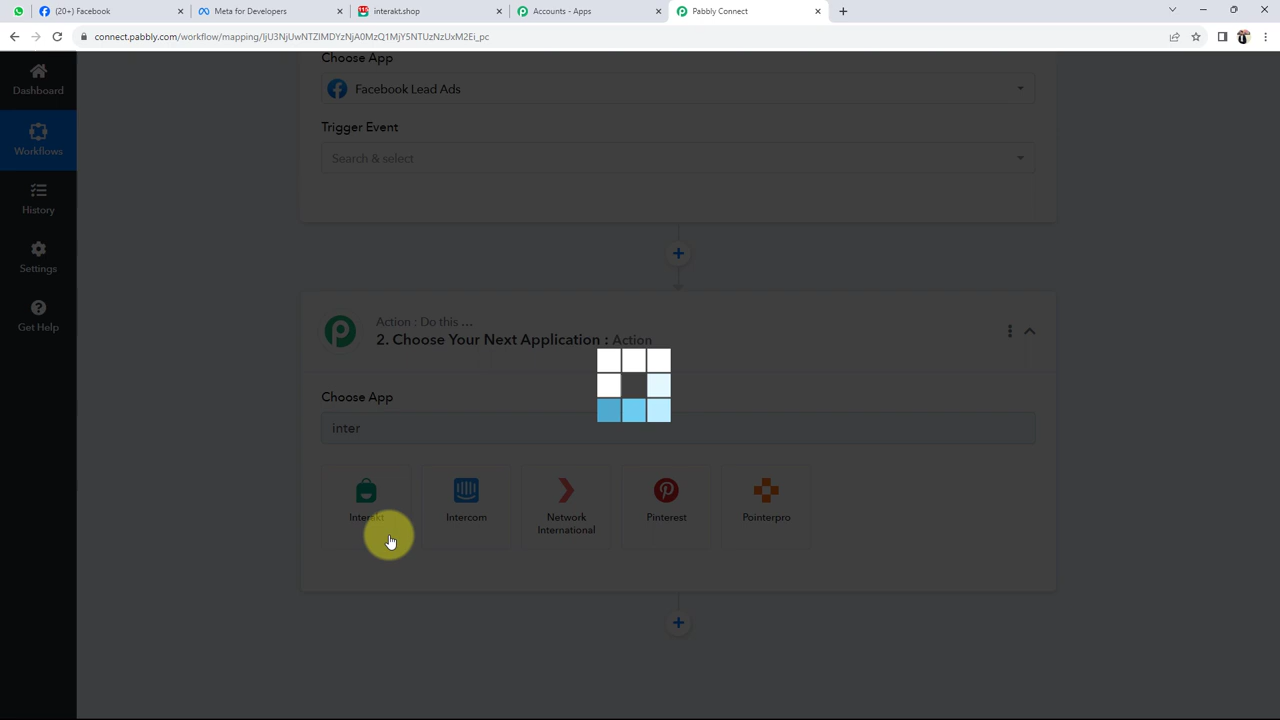 (20+) Facebook
Meta for Developers
interakt.shop
Accounts - Apps
Pabbly Connect
connect.pabbly.com/workflow/mapping/IjU3NjUwNTZIMDYzNjA0MzQ1MjY5NTUzNzUxM2Ei_pc
Dashboard
Workflows
History
Settings
Get Help
Choose App
Facebook Lead Ads
Trigger Event
Search & select
Action : Do this ...
2. Choose Your Next Application : Action
Choose App
inter
Interakt
Intercom
Network
International
Pinterest
Pointerpro